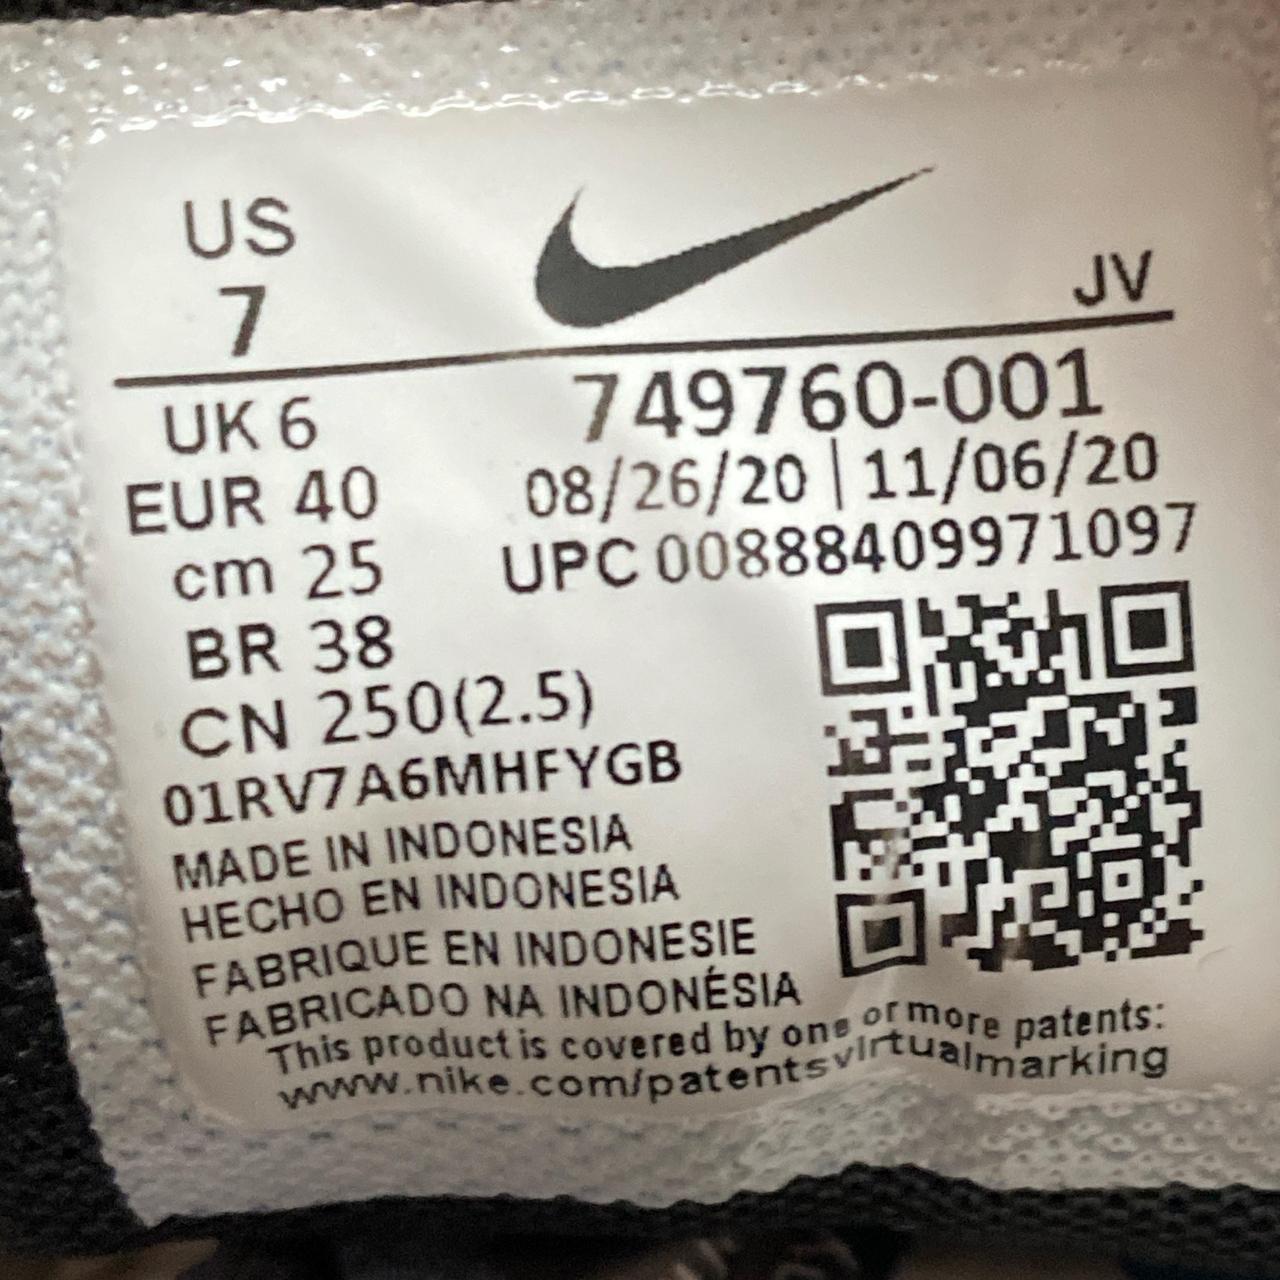 US
7
JV
UK 6
749760-001
EUR 40
08/26/20 | 11/06/20
cm 25
UPC 00888409971097
BR 38
CN 250(2.5)
01RV7A6MHFYGB
MADE IN INDONESIA
HECHO EN INDONESIA
FABRIQUE EN INDONESIE
FABRICADO NA INDONÉSIA
This product is covered by one or more patents:
www.nike.com/patentsvirtualmarking